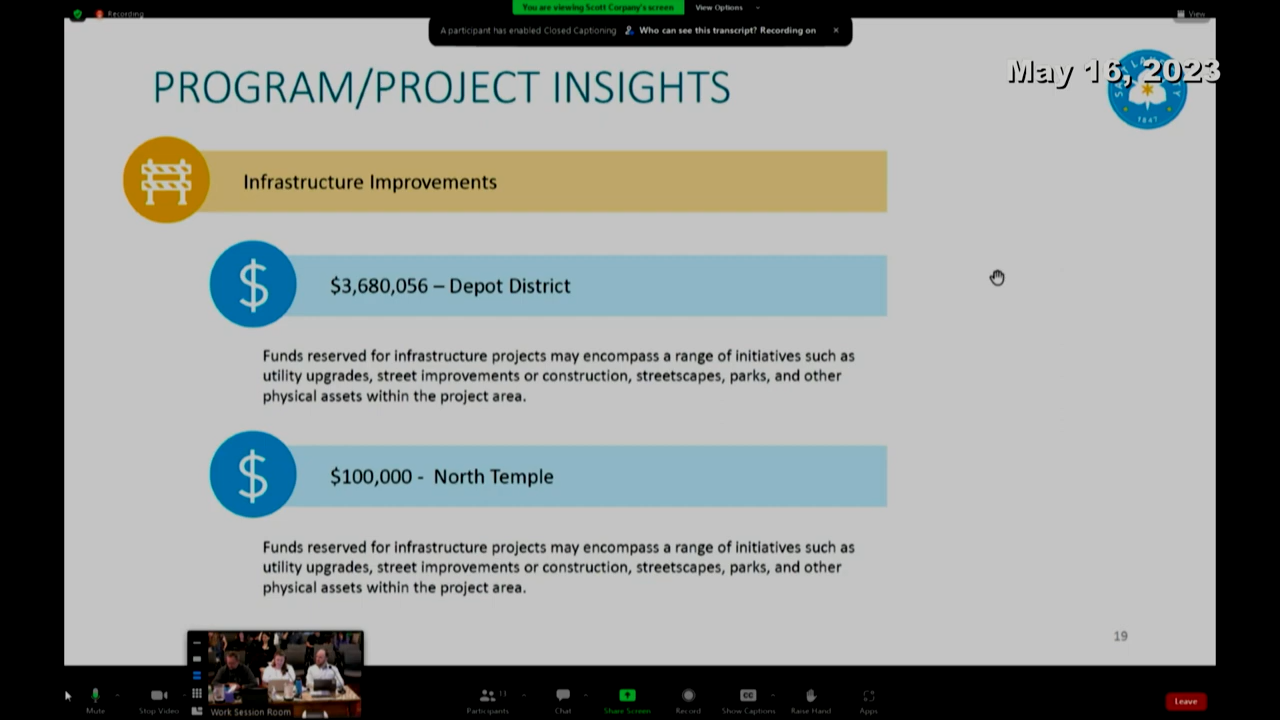 Recording
You are viewing Scott Corpany's screen
View Options
View
A participant has enabled Closed Captioning
Who can see this transcript? Recording on
PROGRAM/PROJECT INSIGHTS
May 16, 2023
1847
Infrastructure Improvements
$
$3,680,056 – Depot District
Funds reserved for infrastructure projects may encompass a range of initiatives such as
utility upgrades, street improvements or construction, streetscapes, parks, and other
physical assets within the project area.
$
$100,000 - North Temple
Funds reserved for infrastructure projects may encompass a range of initiatives such as
utility upgrades, street improvements or construction, streetscapes, parks, and other
physical assets within the project area.
19
Work Session Room
Mute
Stop Video
Participants
11
Chat
Share Screen
Record
CC
Show Captions
Raise Hand
Apps
Leave